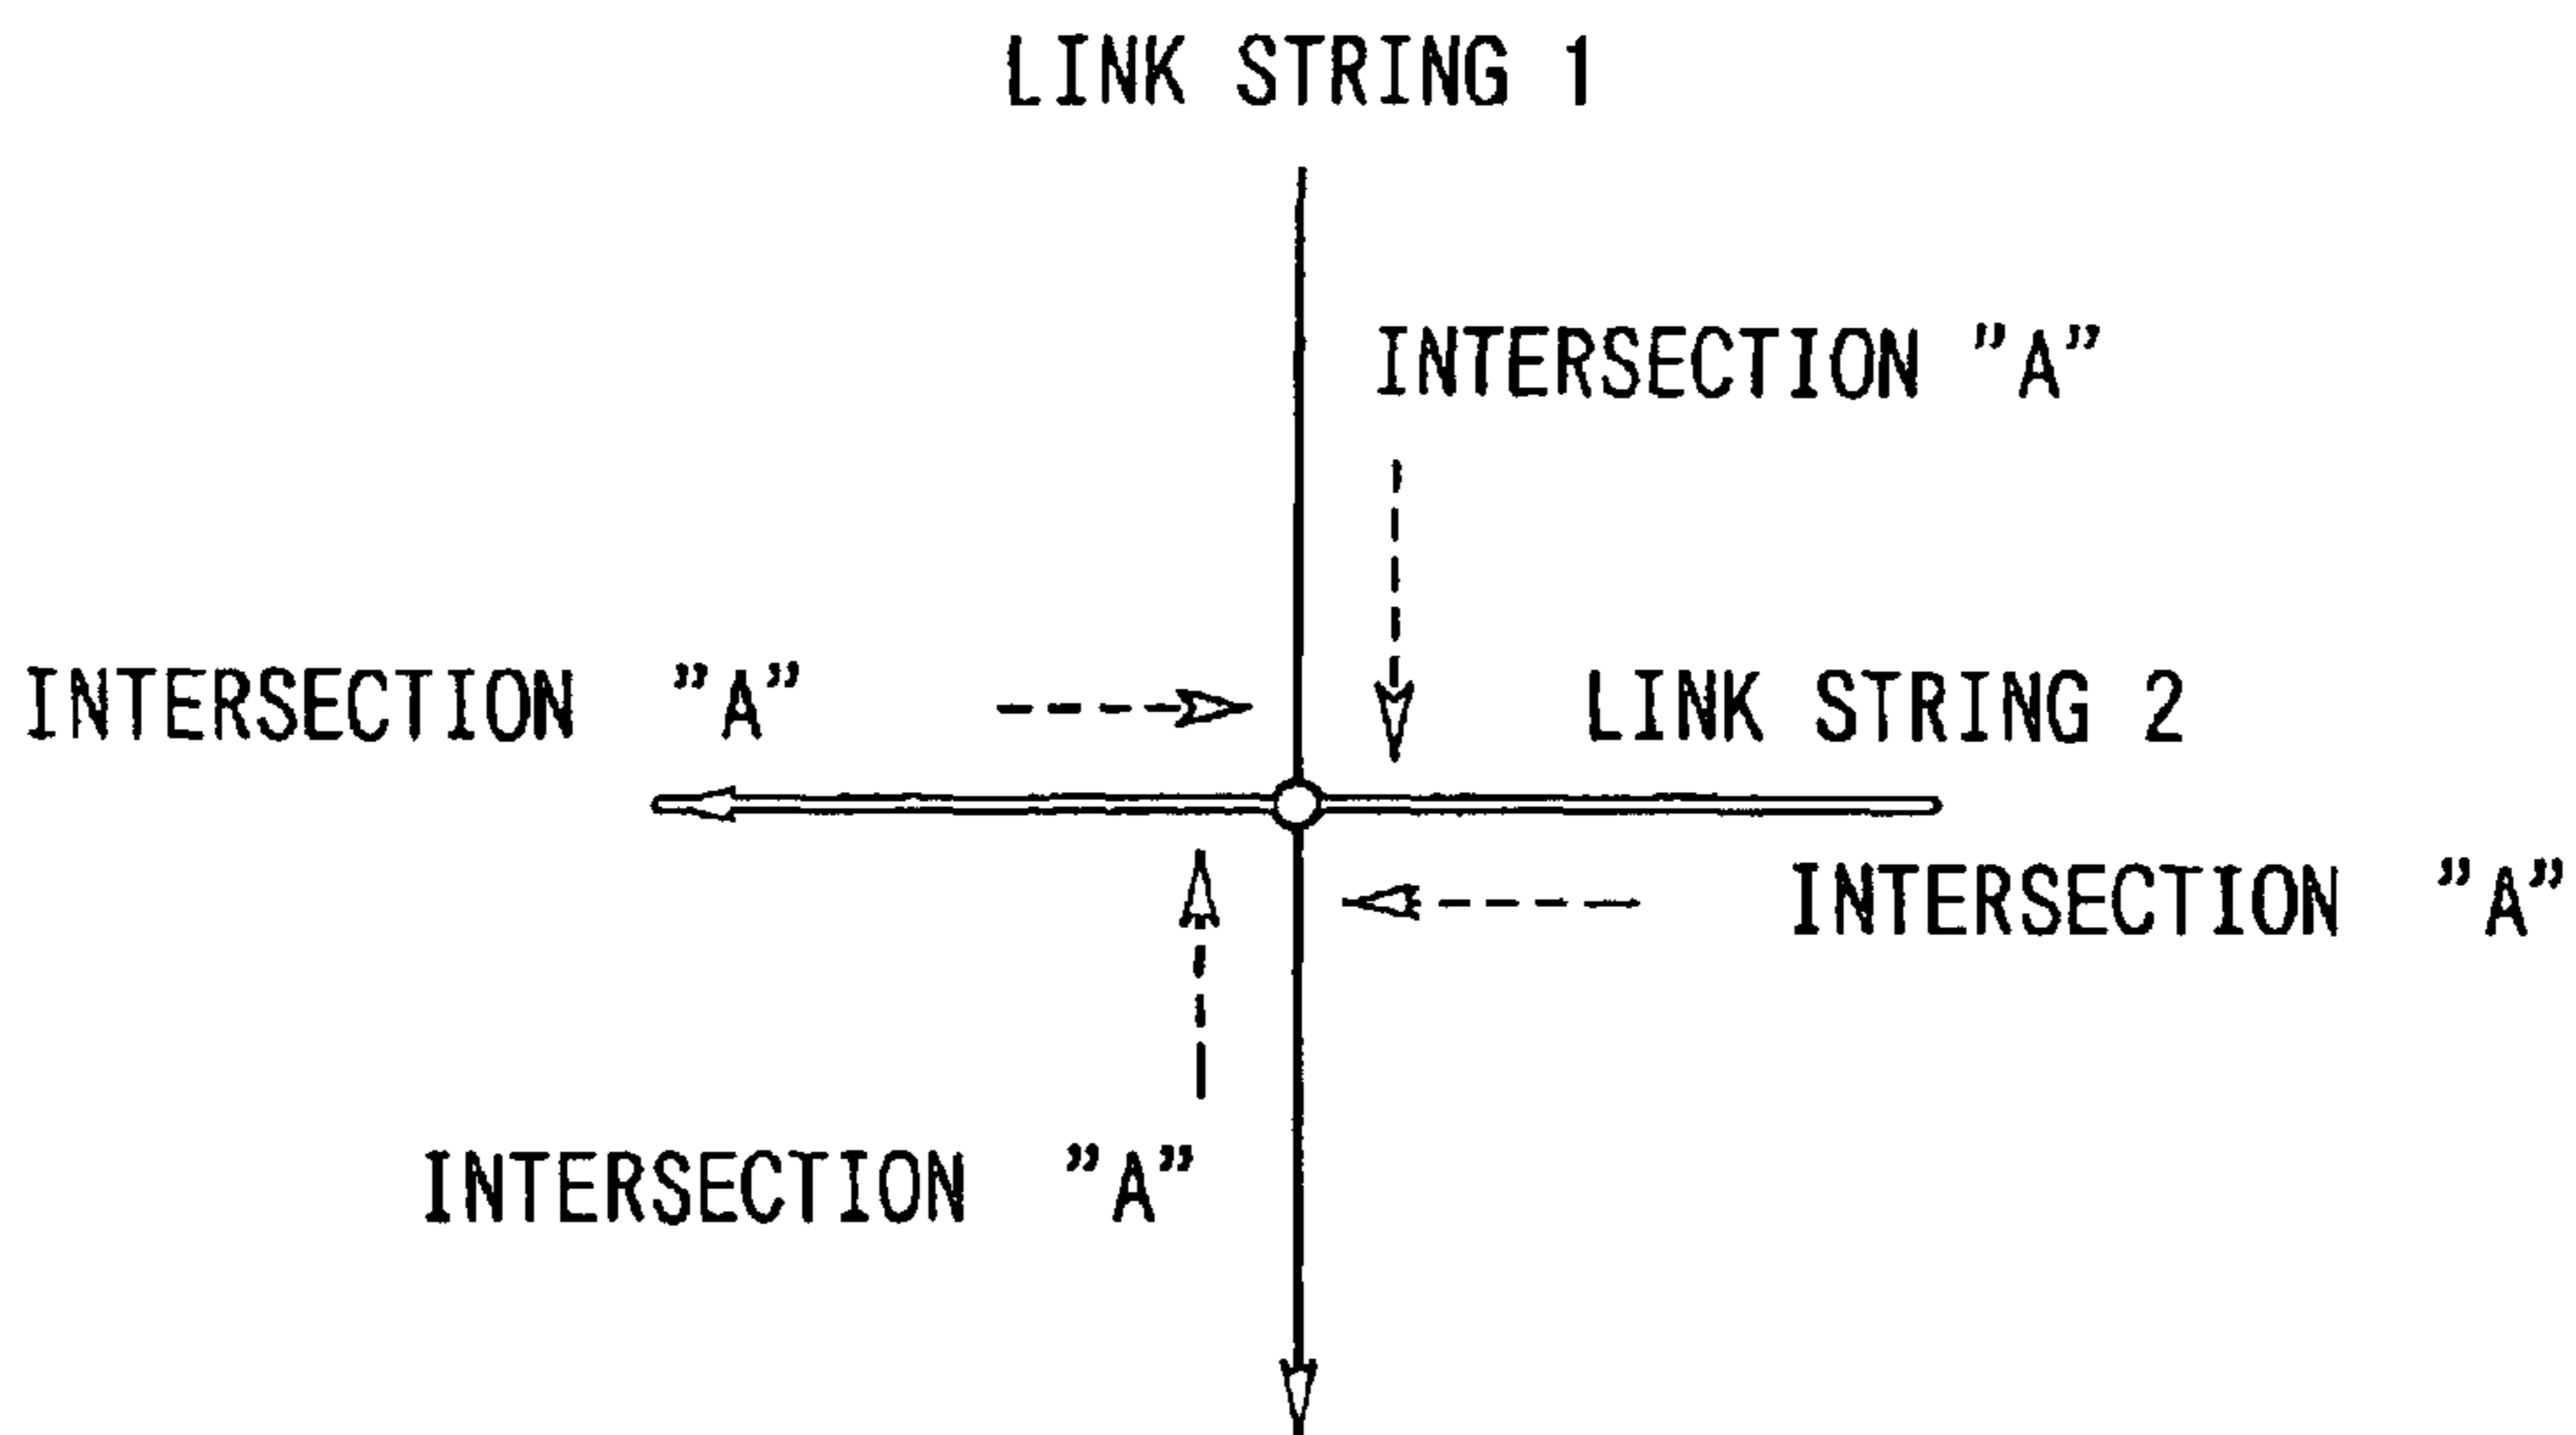 LINK STRING 1
INTERSECTION ”A”
INTERSECTION ”A”
LINK STRING 2
INTERSECTION ”A”
INTERSECTION ”A”